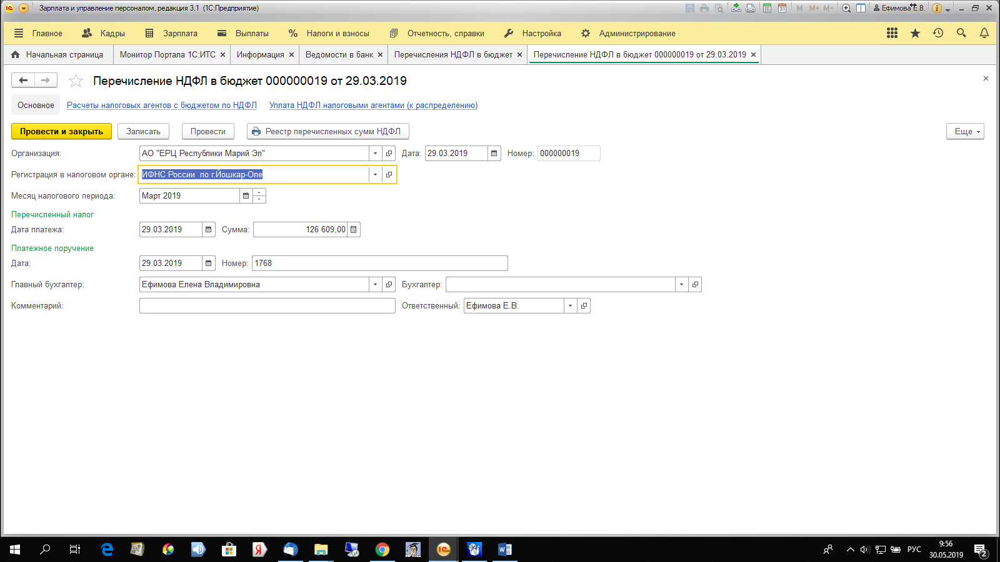 Зарплата и управление персоналом, редакция 3.1 (1С:Предприятие)
M M+ M- Ефимова Е.В.
Главное Кадры Зарплата Выплаты Налоги и взносы Отчетность, справки Настройка Администрирование
Начальная страница Монитор Портала 1С:ИТС × Информация × Ведомости в банк × Перечисления НДФЛ в бюджет × Перечисление НДФЛ в бюджет 000000019 от 29.03.2019 ×
Перечисление НДФЛ в бюджет 000000019 от 29.03.2019
Основное Расчеты налоговых агентов с бюджетом по НДФЛ Уплата НДФЛ налоговыми агентами (к распределению)
Провести и закрыть Записать Провести Реестр перечисленных сумм НДФЛ Еще
Организация: АО "ЕРЦ Республики Марий Эл" Дата: 29.03.2019 Номер: 000000019
Регистрация в налоговом органе: ИФНС России по г.Йошкар-Оле
Месяц налогового периода: Март 2019
Перечисленный налог
Дата платежа: 29.03.2019 Сумма: 126 609,00
Платежное поручение
Дата: 29.03.2019 Номер: 1768
Главный бухгалтер: Ефимова Елена Владимировна Бухгалтер:
Комментарий: Ответственный: Ефимова Е.В.
РУС 9:56
30.05.2019 2